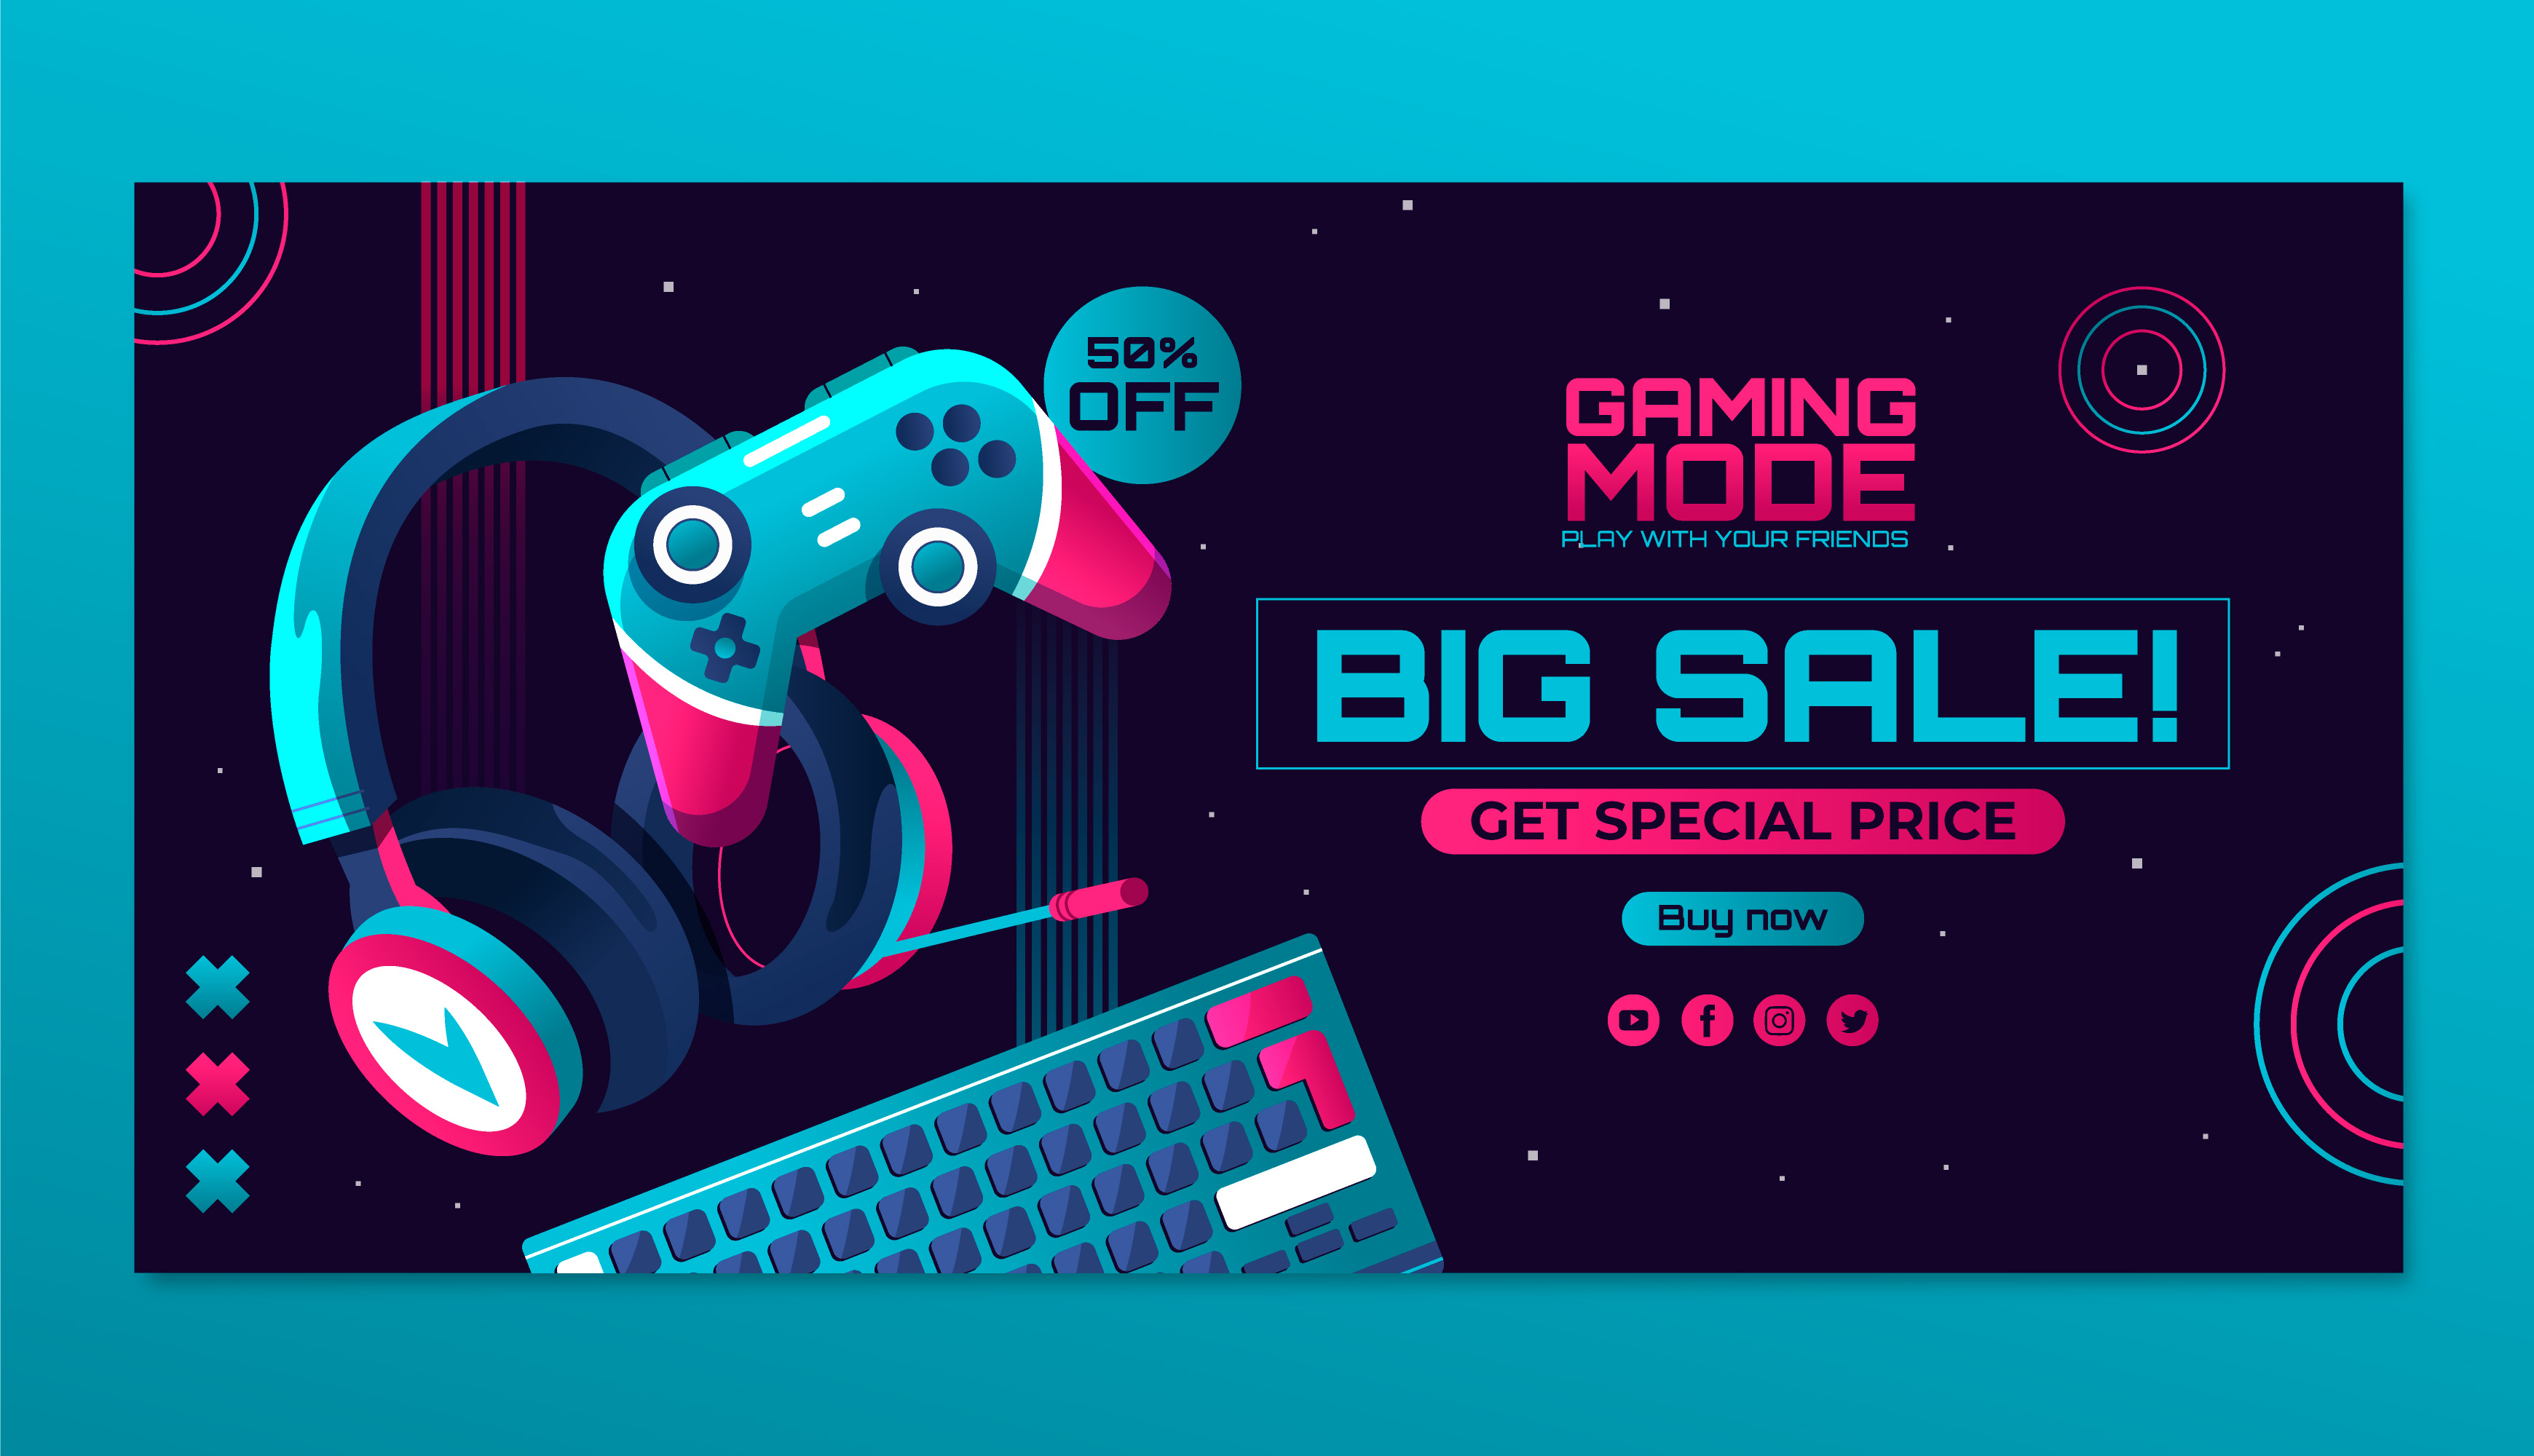 50%
OFF
GAMING
MODE
PLAY WITH YOUR FRIENDS
BIG SALE!
GET SPECIAL PRICE
Buy now